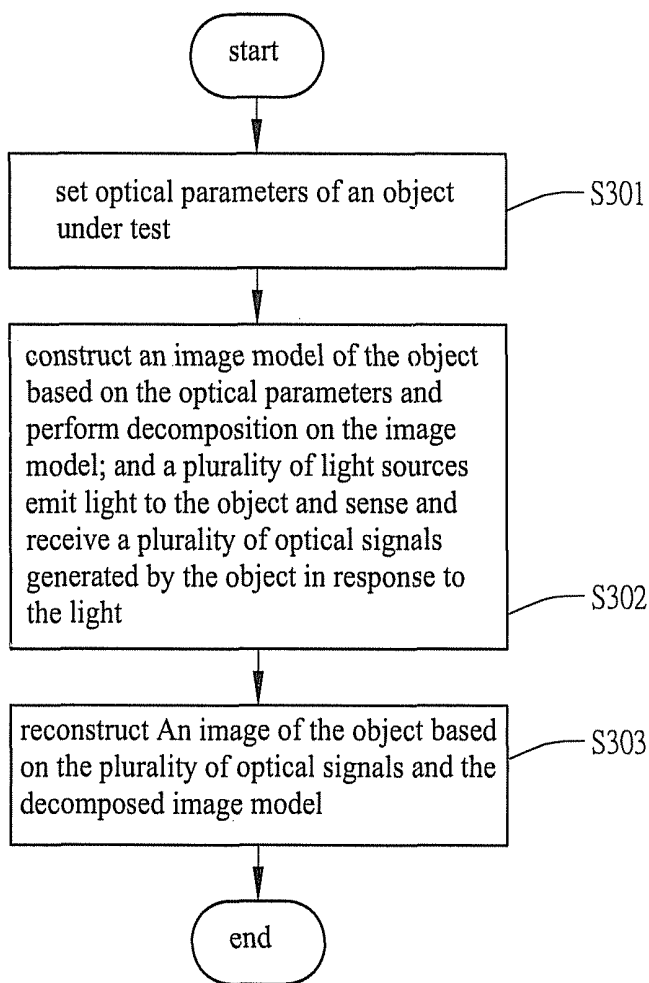 start
set optical parameters of an object
under test
S301
construct an image model of the object
based on the optical parameters and
perform decomposition on the image
model; and a plurality of light sources
emit light to the object and sense and
receive a plurality of optical signals
generated by the object in response to
the light
S302
reconstruct An image of the object based
on the plurality of optical signals and the
decomposed image model
S303
end